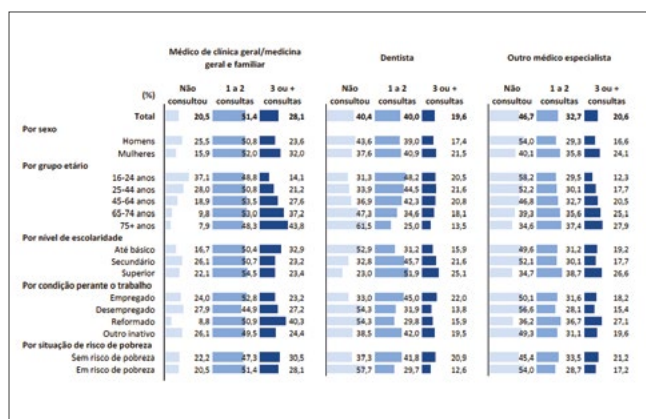 Médico de clínica geral/medicina geral e familiar Dentista Outro médico especialista
(%) Não consultou 1 a 2 consultas 3 ou + consultas Não consultou 1 a 2 consultas 3 ou + consultas Não consultou 1 a 2 consultas 3 ou + consultas
Total 20,5 51,4 28,1 40,4 40,0 19,6 46,7 32,7 20,6
Por sexo
Homens 25,5 50,8 23,6 43,6 39,0 17,4 54,0 29,3 16,6
Mulheres 15,9 52,0 32,0 37,6 40,9 21,5 40,1 35,8 24,1
Por grupo etário
16-24 anos 37,1 48,8 14,1 31,3 48,2 20,5 58,2 29,5 12,3
25-44 anos 28,0 50,8 21,2 33,9 44,5 21,6 52,2 30,1 17,7
45-64 anos 18,9 53,5 27,6 36,9 42,3 20,8 46,8 32,7 20,5
65-74 anos 9,8 53,0 37,2 47,3 34,6 18,1 39,3 35,6 25,1
75+ anos 7,9 48,3 43,8 61,5 25,0 13,5 34,6 37,4 27,9
Por nível de escolaridade
Até básico 16,7 50,4 32,9 52,9 31,2 15,9 49,6 31,2 19,2
Secundário 26,1 50,7 23,2 32,8 45,7 21,6 52,1 30,1 17,7
Superior 22,1 54,5 23,4 23,0 51,9 25,1 34,7 38,7 26,6
Por condição perante o trabalho
Empregado 24,0 52,8 23,2 33,0 45,0 22,0 50,1 31,6 18,2
Desempregado 27,9 44,9 27,2 54,3 31,9 13,8 56,6 28,1 15,4
Reformado 8,8 50,9 40,3 54,3 29,8 15,9 36,2 36,7 27,1
Outro inativo 26,1 49,5 24,4 38,5 42,0 19,5 49,3 31,1 19,6
Por situação de risco de pobreza
Sem risco de pobreza 22,2 47,3 30,5 37,3 41,8 20,9 45,4 33,5 21,2
Em risco de pobreza 20,5 51,4 28,1 57,7 29,7 12,6 54,0 28,7 17,2